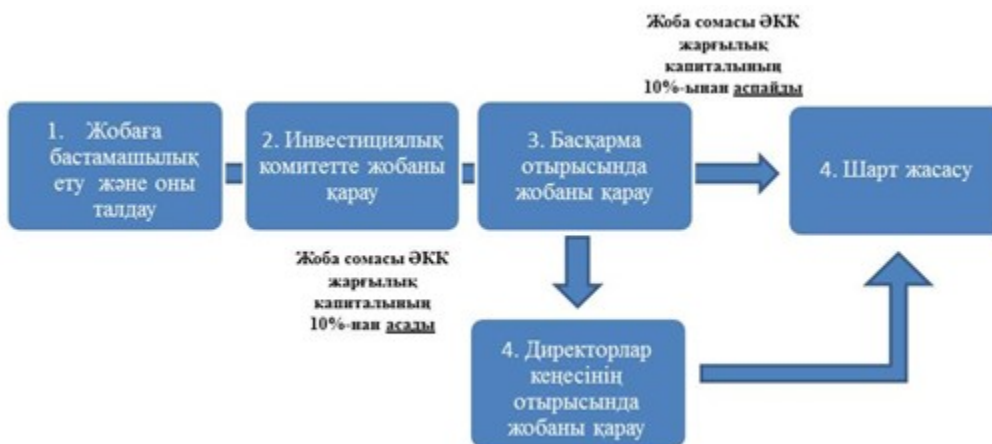 Жоба сомасы ӘКК
жарғылық
капиталының
10%-ынан аспайды
1. Жобаға
бастамашылық
ету және оны
талдау
2. Инвестициялық
комитетте жобаны
қарау
3. Басқарма
отырысында
жобаны қарау
4. Шарт жасасу
Жоба сомасы ӘКК
жарғылық
капиталының
10%-нан асады
4. Директорлар
кеңесінің
отырысында
жобаны қарау